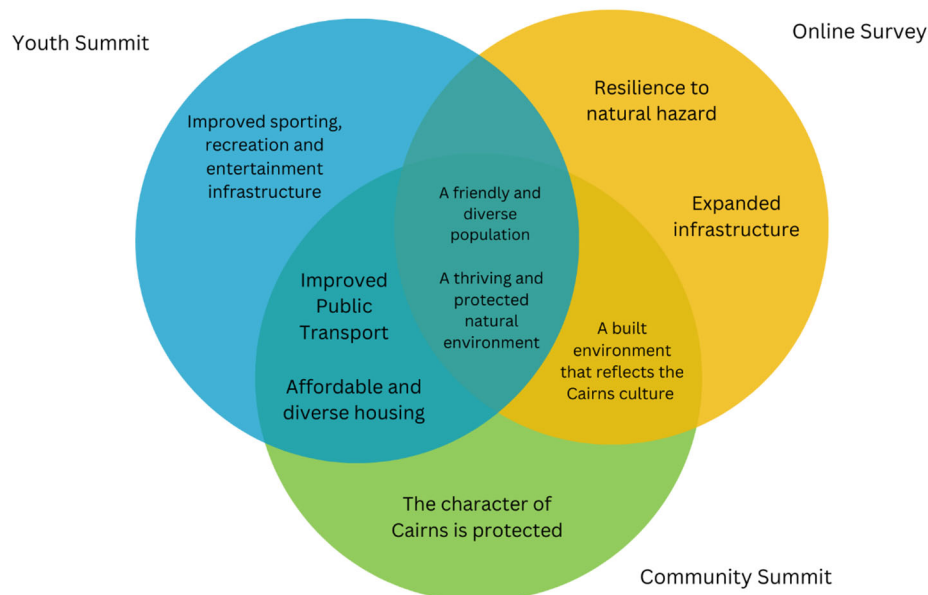 Youth Summit
Online Survey
Improved sporting,
recreation and
entertainment
infrastructure
Resilience to
natural hazard
Expanded
infrastructure
A friendly and
diverse
population
A thriving and
protected
natural
environment
Improved
Public
Transport
Affordable and
diverse housing
A built
environment
that reflects the
Cairns culture
The character of
Cairns is protected
Community Summit